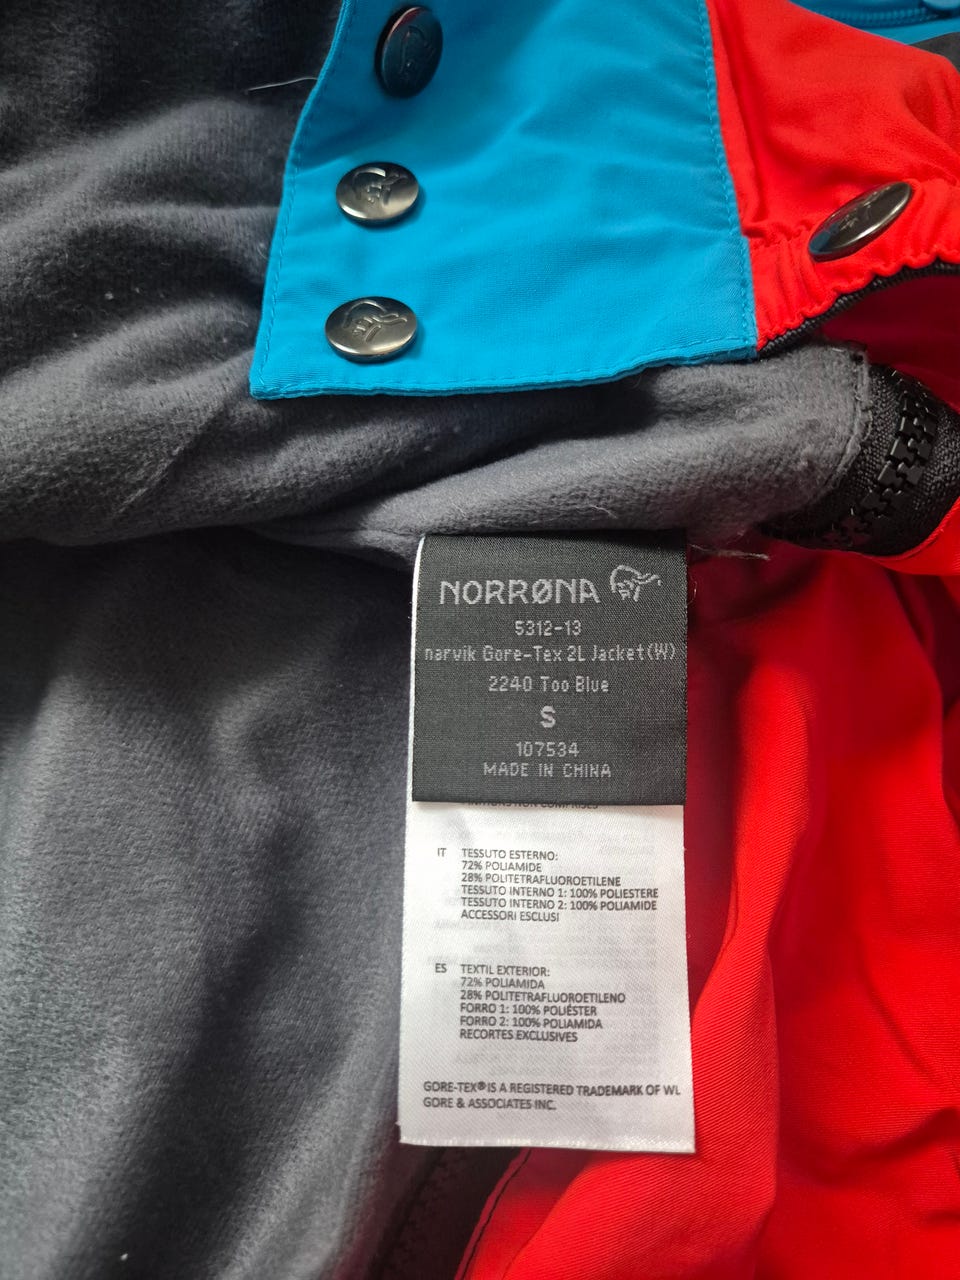 NORRØNA
5312-13
narvik Gore-Tex 2L Jacket(W)
2240 Too Blue
S
107534
MADE IN CHINA
IT TESSUTO ESTERNO:
72% POLIAMIDE
28% POLITETRAFLUOROETILENE
TESSUTO INTERNO 1: 100% POLIESTERE
TESSUTO INTERNO 2: 100% POLIAMIDE
ACCESSORI ESCLUSI
ES TEXTIL EXTERIOR:
72% POLIAMIDA
28% POLITETRAFLUOROETILENO
FORRO 1: 100% POLIÉSTER
FORRO 2: 100% POLIAMIDA
RECORTES EXCLUSIVES
GORE-TEX® IS A REGISTERED TRADEMARK OF WL
GORE & ASSOCIATES INC.